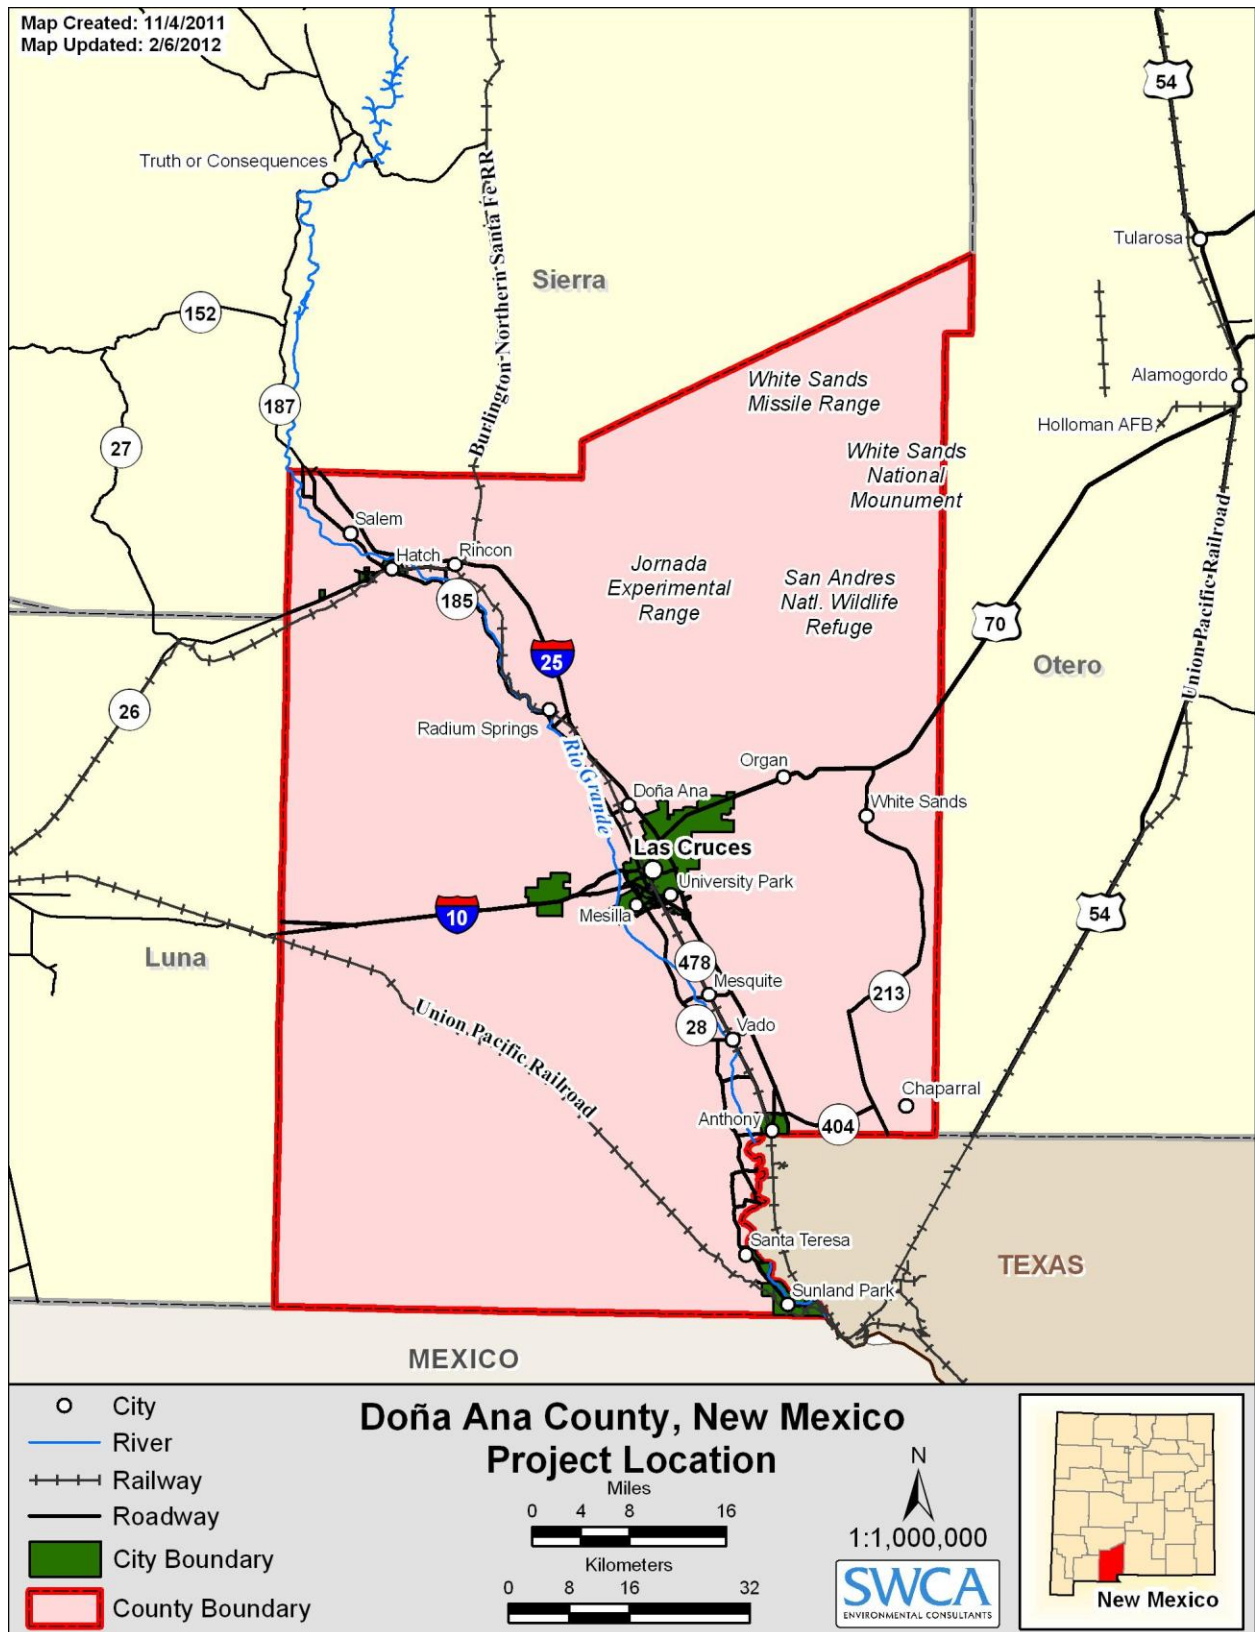 Map Created: 11/4/2011
Map Updated: 2/6/2012
54
Truth or Consequences
Burlington Northern Santa Fe RR
Tularosa
Sierra
152
White Sands
Missile Range
Alamogordo
187
Holloman AFB
27
White Sands
National
Mounument
Union Pacific Railroad
Salem
Hatch
Rincon
Jornada
Experimental
Range
San Andres
Natl. Wildlife
Refuge
185
70
25
Otero
26
Radium Springs
Rio Grande
Organ
Doña Ana
White Sands
Las Cruces
University Park
10
Mesilla
54
Luna
478
Mesquite
213
28
Vado
Union Pacific Railroad
Chaparral
Anthony
404
Santa Teresa
TEXAS
Sunland Park
MEXICO
City
River
Railway
Roadway
City Boundary
County Boundary
Doña Ana County, New Mexico
Project Location
Miles
0 4 8 16
Kilometers
0 8 16 32
N
1:1,000,000
SWCA
ENVIRONMENTAL CONSULTANTS
New Mexico